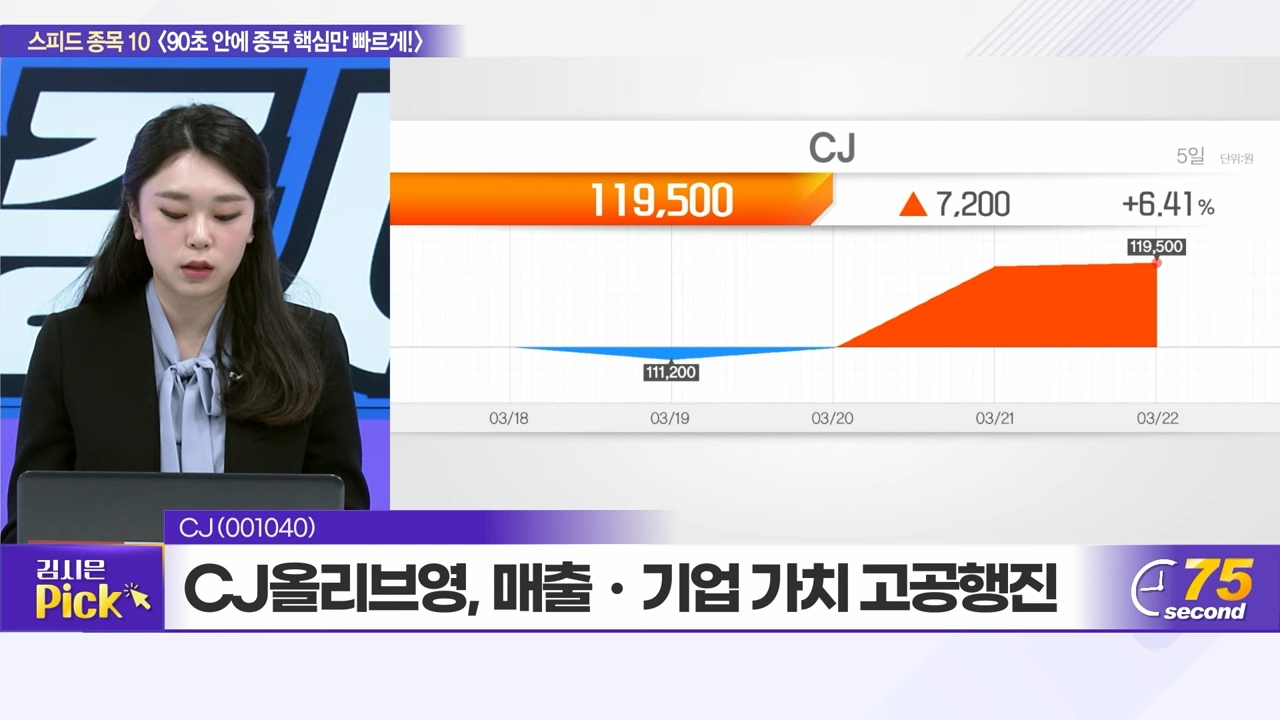 스피드 종목 10 〈90초 안에 종목 핵심만 빠르게!〉
CJ
5일 단위:원
119,500 ▲ 7,200 +6.41%
119,500
111,200
03/18 03/19 03/20 03/21 03/22
CJ(001040)
김시은
Pick
CJ올리브영, 매출 · 기업 가치 고공행진
75
second